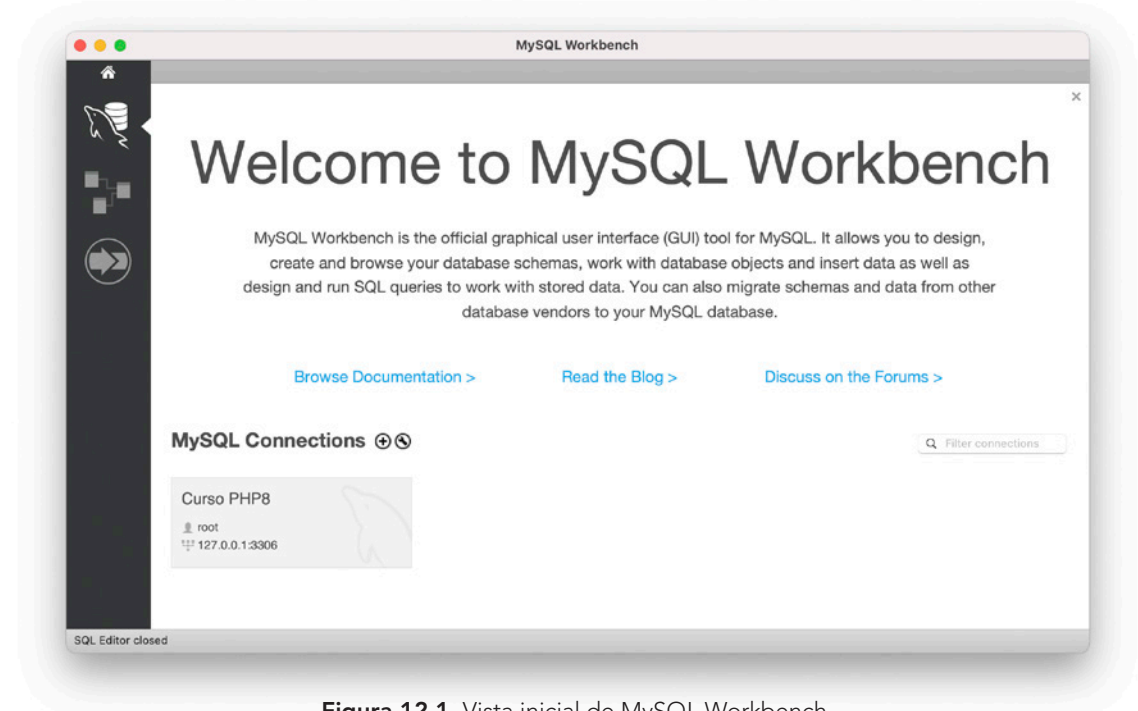 MySQL Workbench
Welcome to MySQL Workbench
MySQL Workbench is the official graphical user interface (GUI) tool for MySQL. It allows you to design,
create and browse your database schemas, work with database objects and insert data as well as
design and run SQL queries to work with stored data. You can also migrate schemas and data from other
database vendors to your MySQL database.
Browse Documentation > Read the Blog > Discuss on the Forums >
MySQL Connections
Filter connections
Curso PHP8
root
127.0.0.1:3306
SQL Editor closed
Figura 12.1. Vista inicial de MySQL Workbench